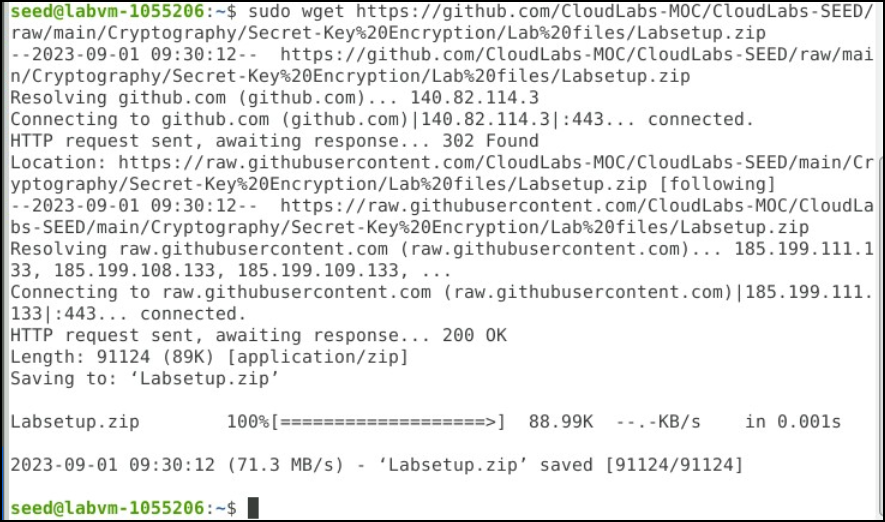 seed@labvm-1055206:~$ sudo wget https://github.com/CloudLabs-MOC/CloudLabs-SEED/
raw/main/Cryptography/Secret-Key%20Encryption/Lab%20files/Labsetup.zip
--2023-09-01 09:30:12--  https://github.com/CloudLabs-MOC/CloudLabs-SEED/raw/mai
n/Cryptography/Secret-Key%20Encryption/Lab%20files/Labsetup.zip
Resolving github.com (github.com)... 140.82.114.3
Connecting to github.com (github.com)|140.82.114.3|:443... connected.
HTTP request sent, awaiting response... 302 Found
Location: https://raw.githubusercontent.com/CloudLabs-MOC/CloudLabs-SEED/main/Cr
yptography/Secret-Key%20Encryption/Lab%20files/Labsetup.zip [following]
--2023-09-01 09:30:12--  https://raw.githubusercontent.com/CloudLabs-MOC/CloudLa
bs-SEED/main/Cryptography/Secret-Key%20Encryption/Lab%20files/Labsetup.zip
Resolving raw.githubusercontent.com (raw.githubusercontent.com)... 185.199.111.1
33, 185.199.108.133, 185.199.109.133, ...
Connecting to raw.githubusercontent.com (raw.githubusercontent.com)|185.199.111.
133|:443... connected.
HTTP request sent, awaiting response... 200 OK
Length: 91124 (89K) [application/zip]
Saving to: ‘Labsetup.zip’
Labsetup.zip        100%[===================>]  88.99K  --.-KB/s    in 0.001s
2023-09-01 09:30:12 (71.3 MB/s) - ‘Labsetup.zip’ saved [91124/91124]
seed@labvm-1055206:~$